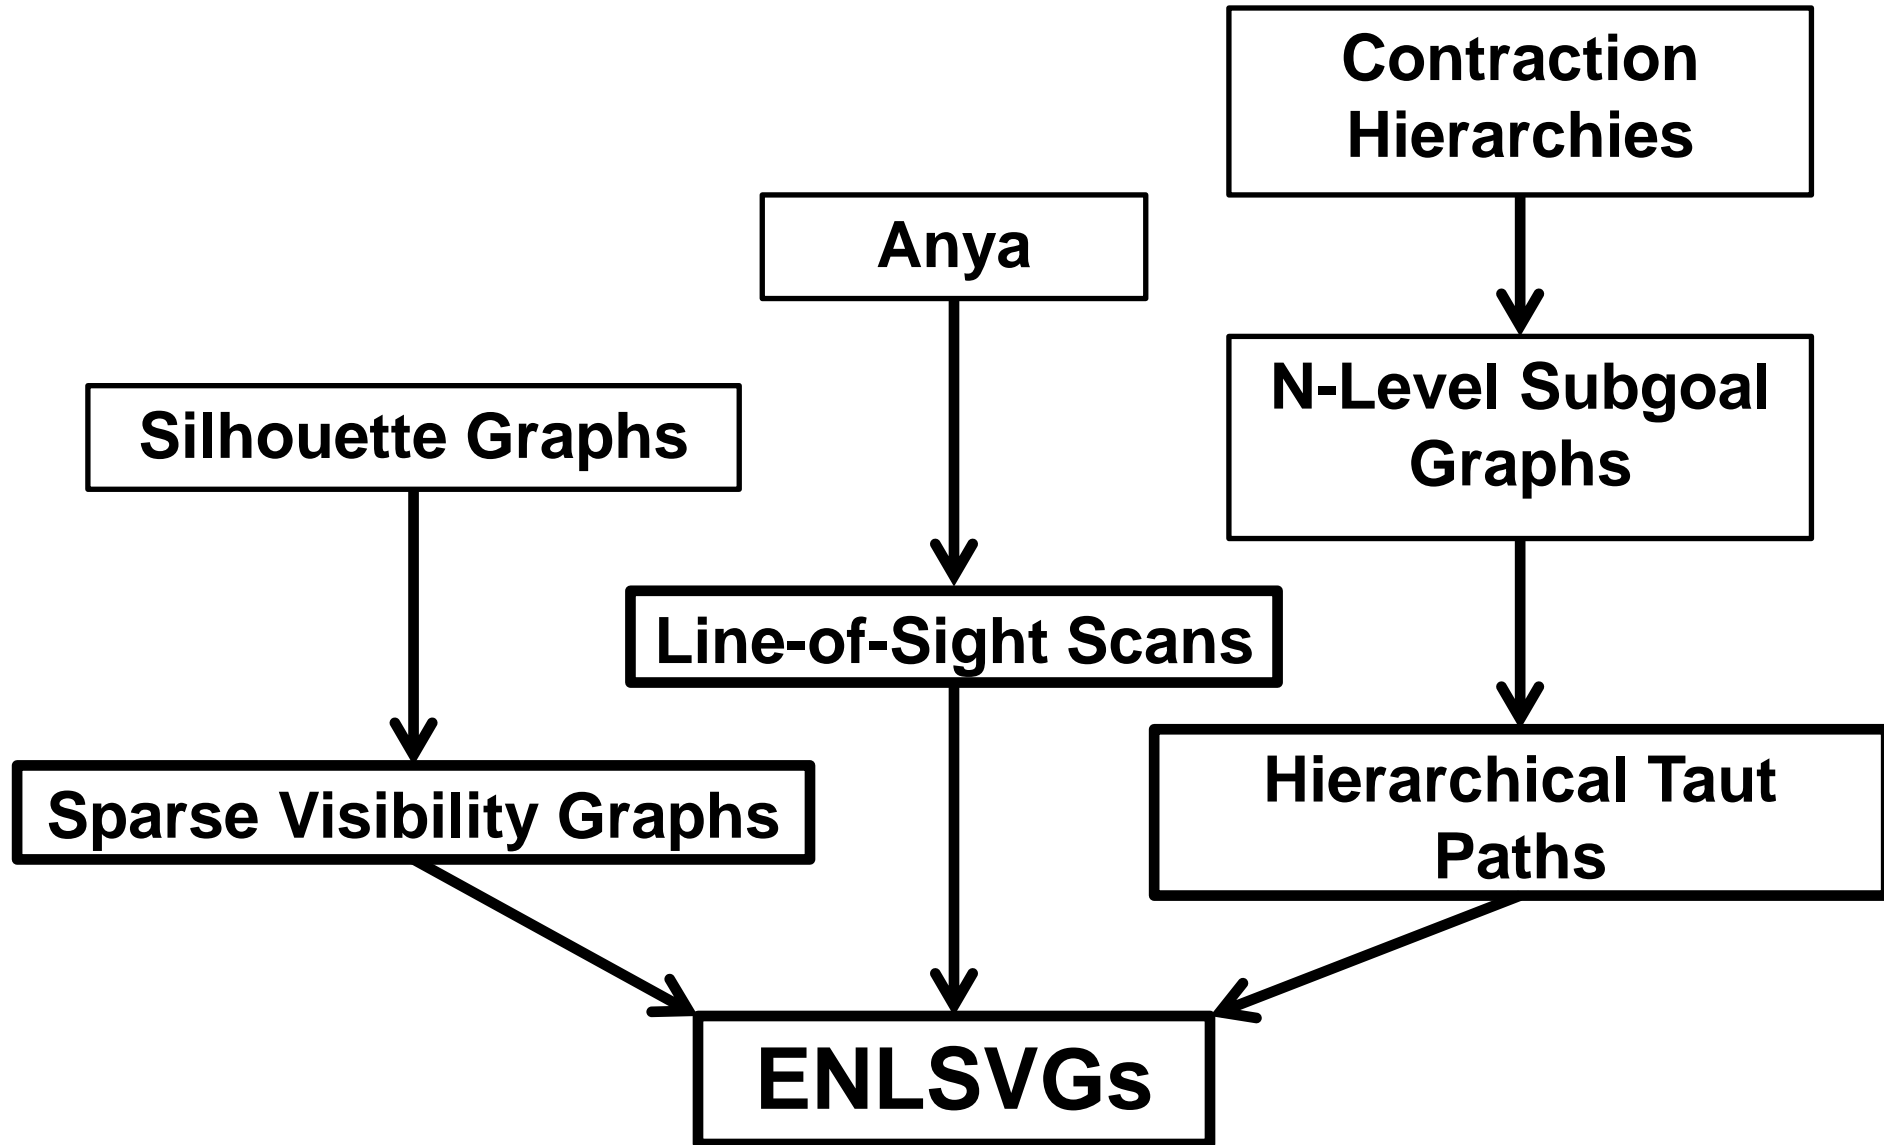 Contraction
Hierarchies
Anya
N-Level Subgoal
Graphs
Silhouette Graphs
Line-of-Sight Scans
Hierarchical Taut
Paths
Sparse Visibility Graphs
ENLSVGs